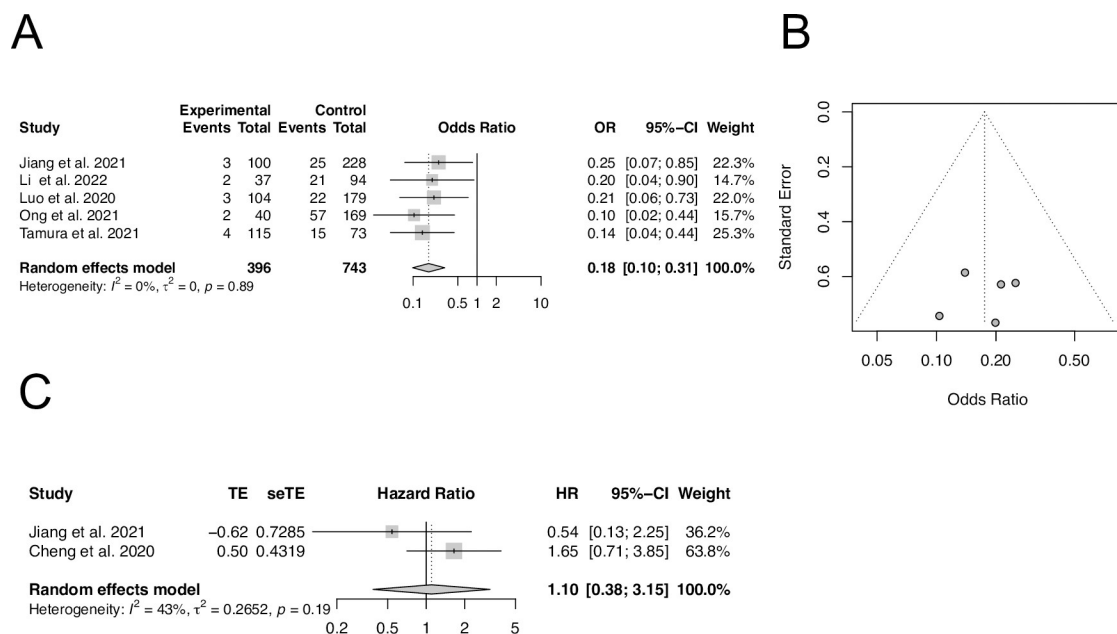 A
Experimental Control
Study Events Total Events Total Odds Ratio OR 95%−CI Weight
Jiang et al. 2021 3 100 25 228 0.25 [0.07; 0.85] 22.3%
Li et al. 2022 2 37 21 94 0.20 [0.04; 0.90] 14.7%
Luo et al. 2020 3 104 22 179 0.21 [0.06; 0.73] 22.0%
Ong et al. 2021 2 40 57 169 0.10 [0.02; 0.44] 15.7%
Tamura et al. 2021 4 115 15 73 0.14 [0.04; 0.44] 25.3%
Random effects model 396 743 0.18 [0.10; 0.31] 100.0%
Heterogeneity: I² = 0%, τ² = 0, p = 0.89
0.1 0.5 1 2 10
B
Standard Error
0.0
0.2
0.4
0.6
0.05 0.10 0.20 0.50
Odds Ratio
C
Study TE seTE Hazard Ratio HR 95%−CI Weight
Jiang et al. 2021 −0.62 0.7285 0.54 [0.13; 2.25] 36.2%
Cheng et al. 2020 0.50 0.4319 1.65 [0.71; 3.85] 63.8%
Random effects model 1.10 [0.38; 3.15] 100.0%
Heterogeneity: I² = 43%, τ² = 0.2652, p = 0.19
0.2 0.5 1 2 5